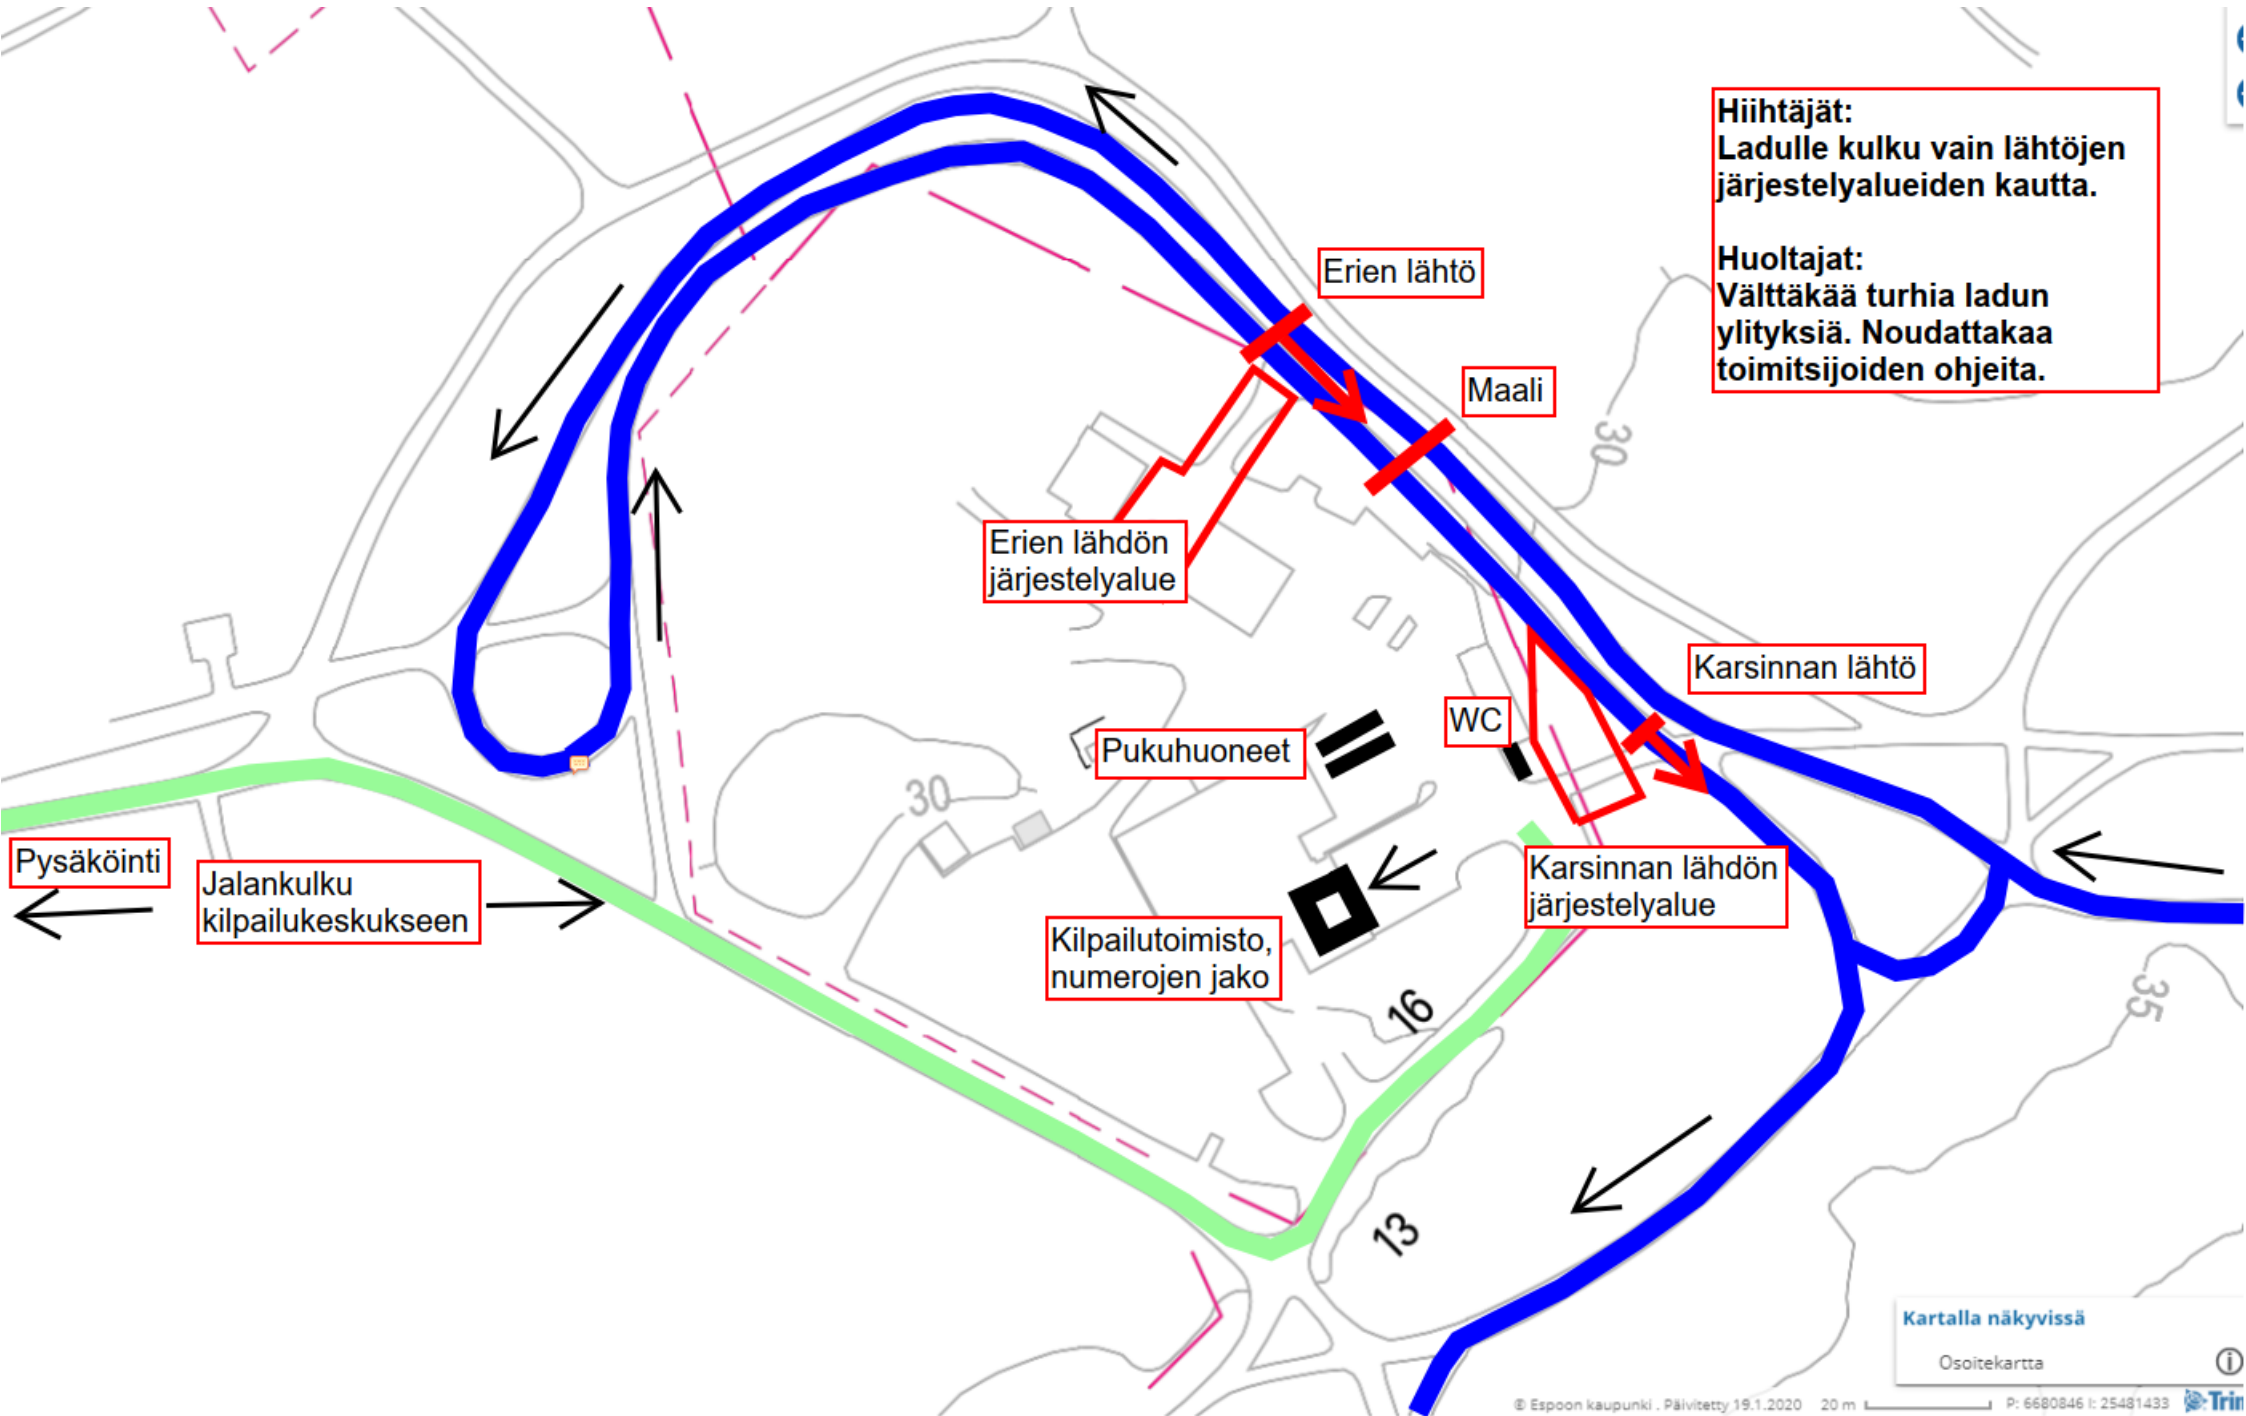 Hiihtäjät:
Ladulle kulku vain lähtöjen
järjestelyalueiden kautta.
Huoltajat:
Välttäkää turhia ladun
ylityksiä. Noudattakaa
toimitsijoiden ohjeita.
Erien lähtö
Maali
30
Erien lähdön
järjestelyalue
Karsinnan lähtö
WC
Pukuhuoneet
30
Pysäköinti
Jalankulku
kilpailukeskukseen
Karsinnan lähdön
järjestelyalue
Kilpailutoimisto,
numerojen jako
16
35
13
Kartalla näkyvissä
Osoitekartta
© Espoon kaupunki . Päivitetty 19.1.2020 20 m P: 6680846 I: 25481433